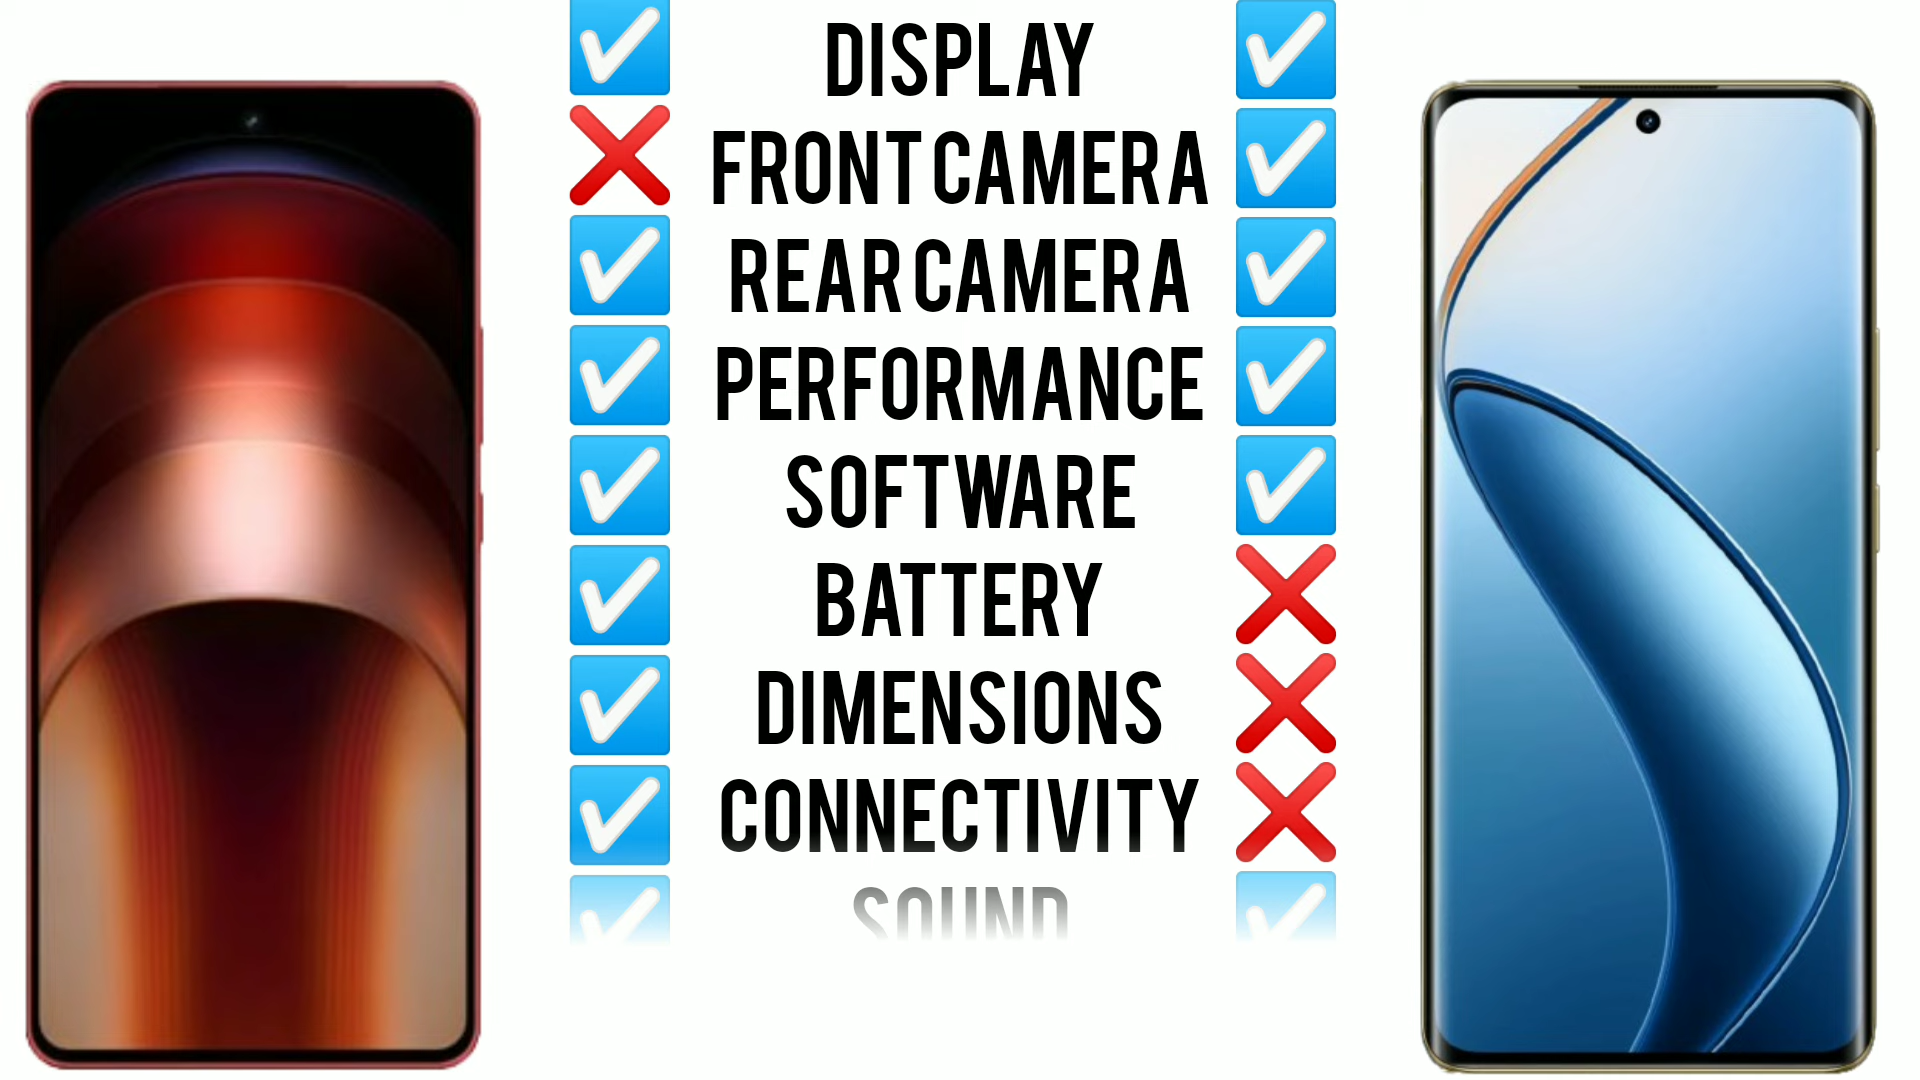 DISPLAY
FRONT CAMERA
REAR CAMERA
PERFORMANCE
SOFTWARE
BATTERY
DIMENSIONS
CONNECTIVITY
SOUND